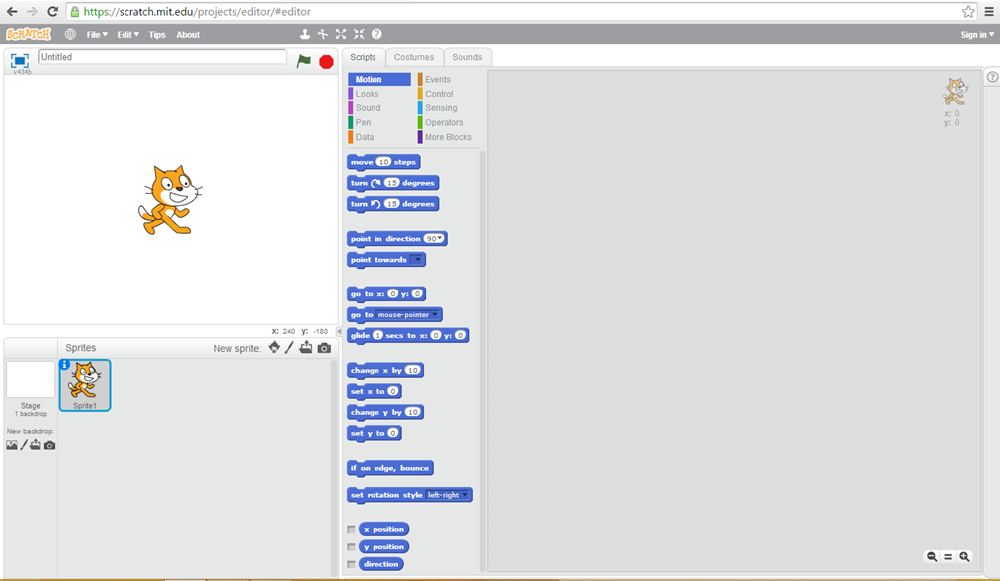 https://scratch.mit.edu/projects/editor/#editor
SCRATCH File Edit Tips About Sign in
Untitled
v434b
Scripts Costumes Sounds
Motion Events
Looks Control
Sound Sensing
Pen Operators
Data More Blocks
x: 0
y: 0
move 10 steps
turn 15 degrees
turn 15 degrees
point in direction 90
point towards
go to x: 0 y: 0
go to mouse-pointer
glide 1 secs to x: 0 y: 0
change x by 10
set x to 0
change y by 10
set y to 0
if on edge, bounce
set rotation style left-right
x position
y position
direction
x: 240 y: -180
Sprites New sprite:
Stage
1 backdrop
New backdrop:
Sprite1